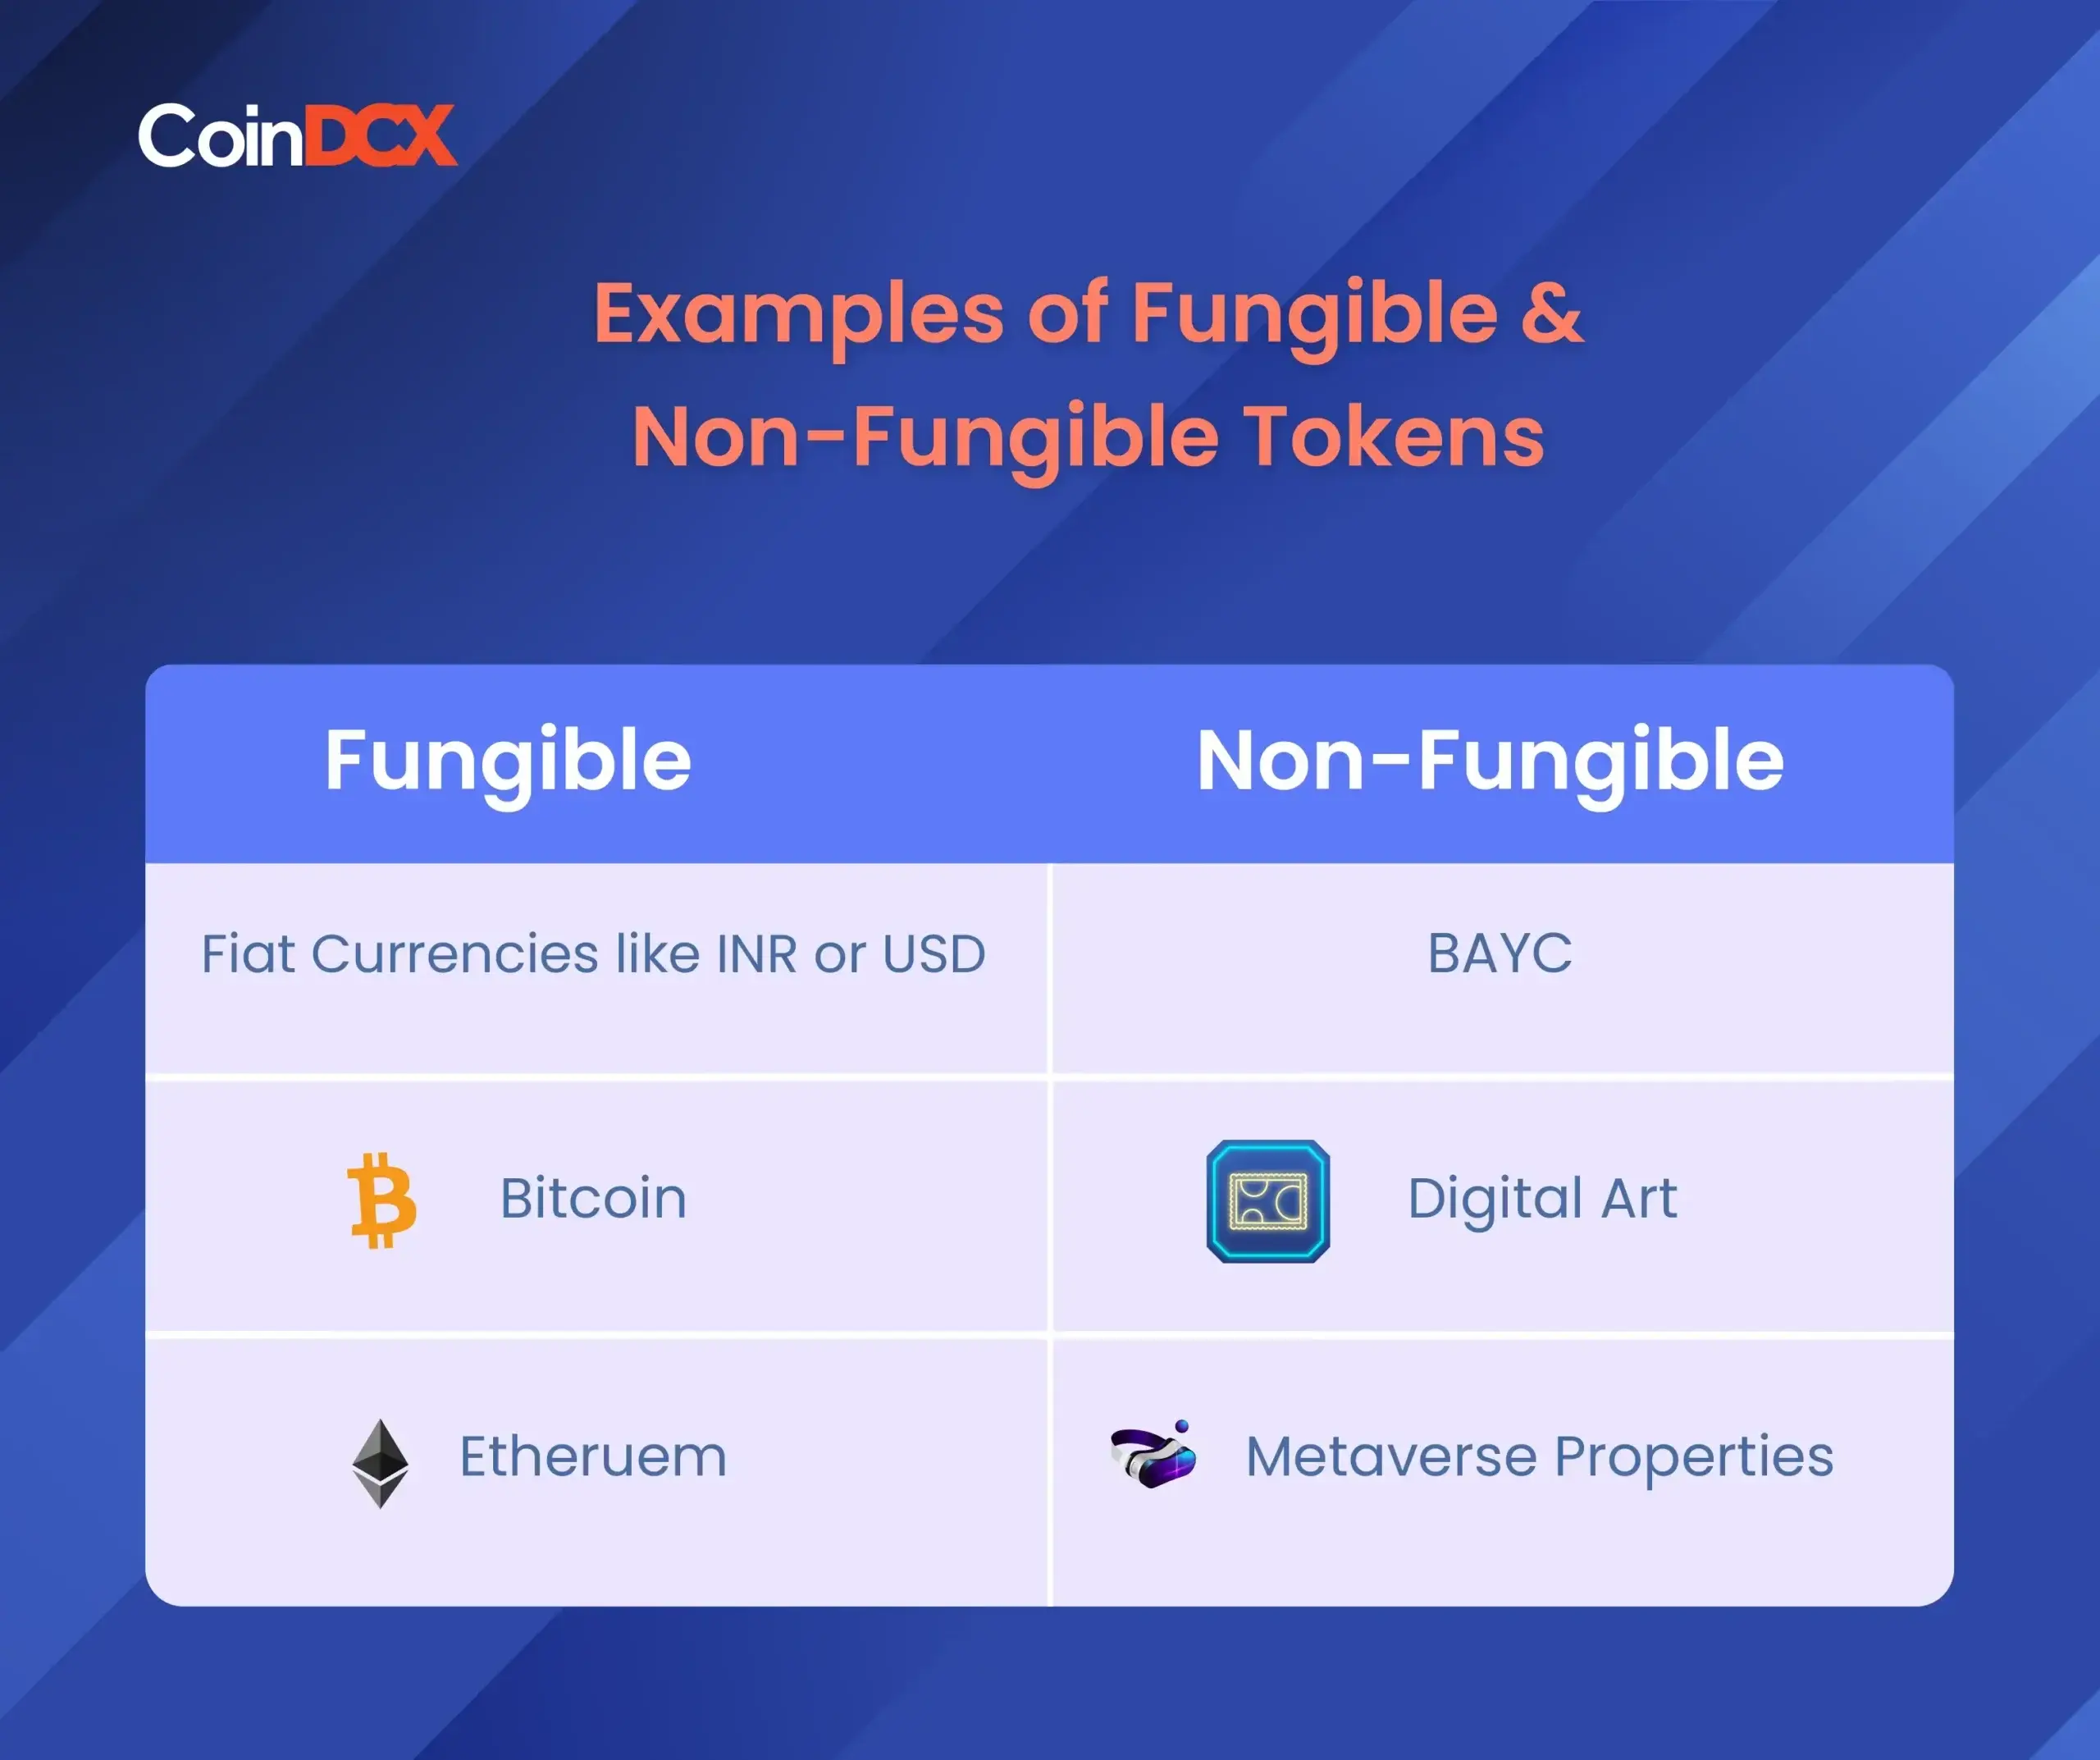 CoinDCX
Examples of Fungible &
Non-Fungible Tokens
Fungible
Non-Fungible
Fiat Currencies like INR or USD
BAYC
Bitcoin
Digital Art
Etheruem
Metaverse Properties